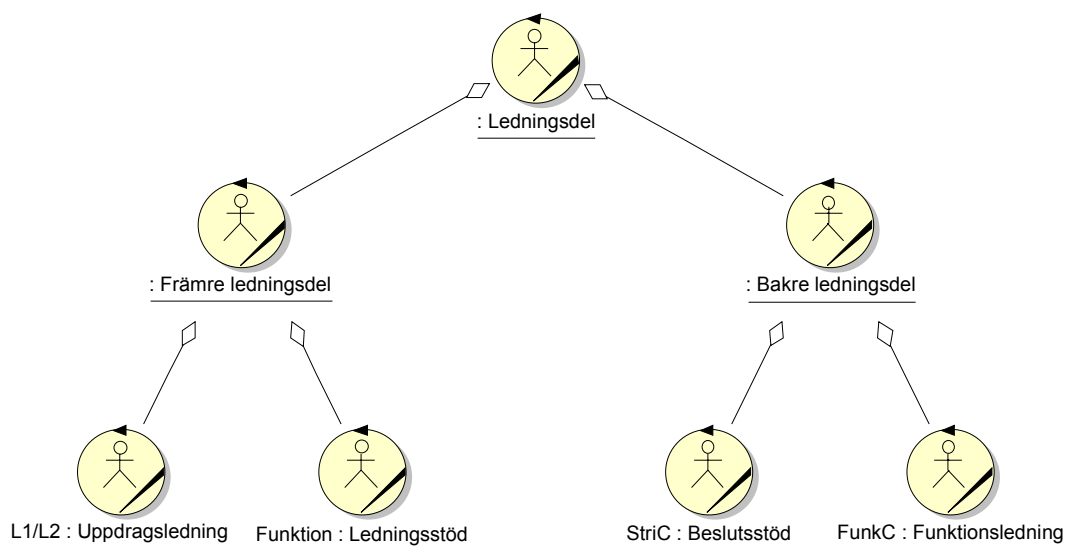 : Ledningsdel
: Främre ledningsdel
: Bakre ledningsdel
L1/L2 : Uppdragsledning
Funktion : Ledningsstöd
StriC : Beslutsstöd
FunkC : Funktionsledning